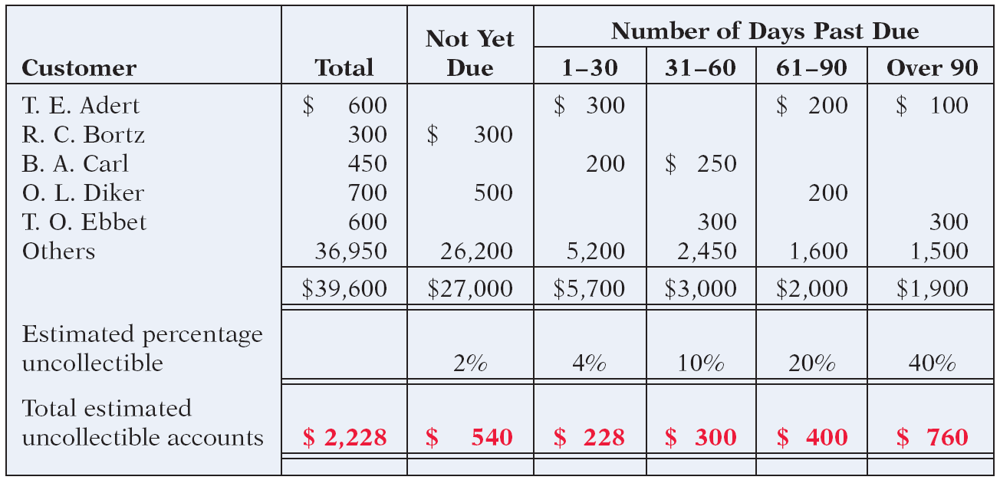 Number of Days Past Due
Customer Total Not Yet Due 1–30 31–60 61–90 Over 90
T. E. Adert $ 600 $ 300 $ 200 $ 100
R. C. Bortz 300 $ 300
B. A. Carl 450 200 $ 250
O. L. Diker 700 500 200
T. O. Ebbet 600 300 300
Others 36,950 26,200 5,200 2,450 1,600 1,500
$39,600 $27,000 $5,700 $3,000 $2,000 $1,900
Estimated percentage
uncollectible 2% 4% 10% 20% 40%
Total estimated
uncollectible accounts $ 2,228 $ 540 $ 228 $ 300 $ 400 $ 760